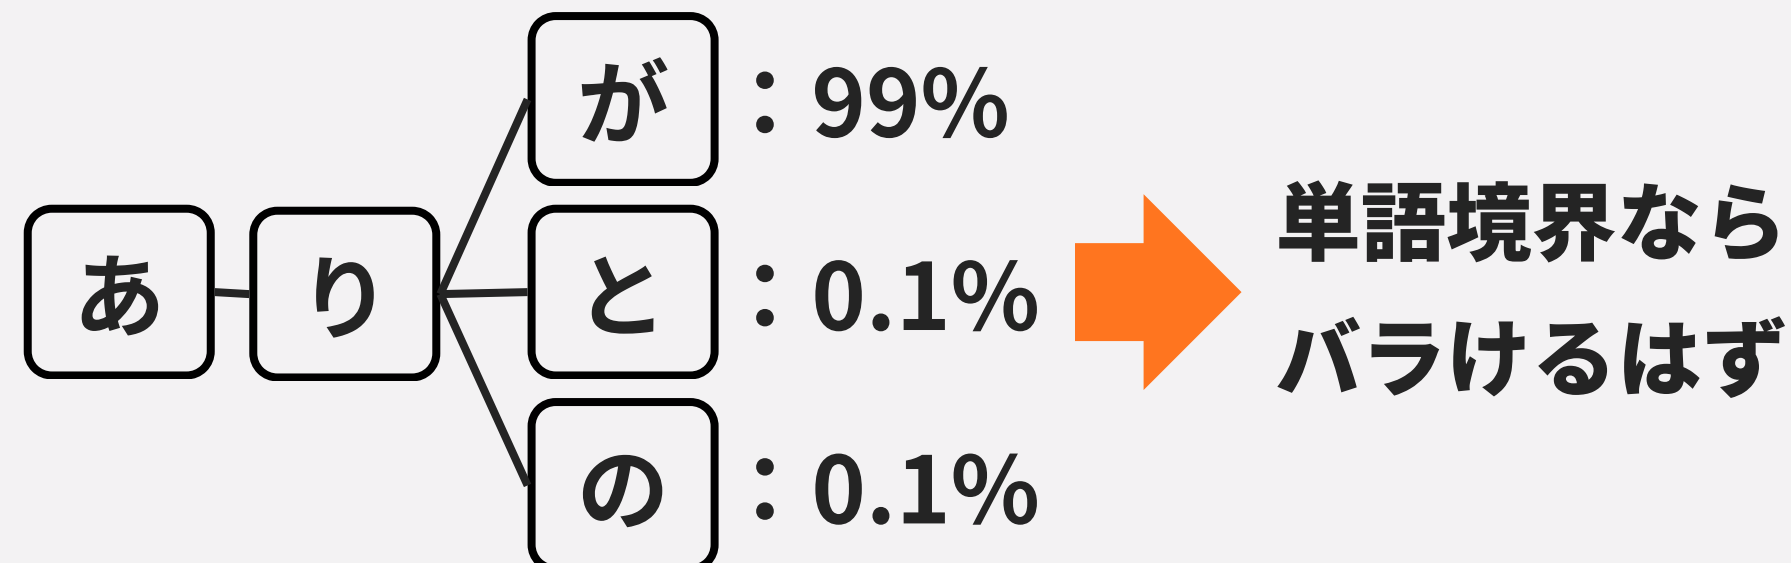 が：99%
あ り と：0.1%
の：0.1%
単語境界なら
バラけるはず